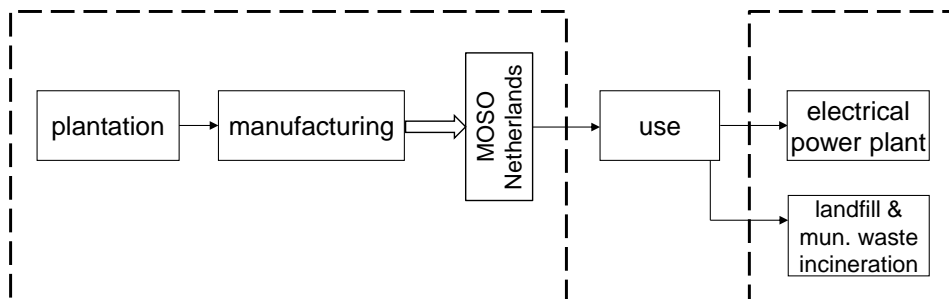 plantation
manufacturing
MOSO
Netherlands
use
electrical
power plant
landfill &
mun. waste
incineration